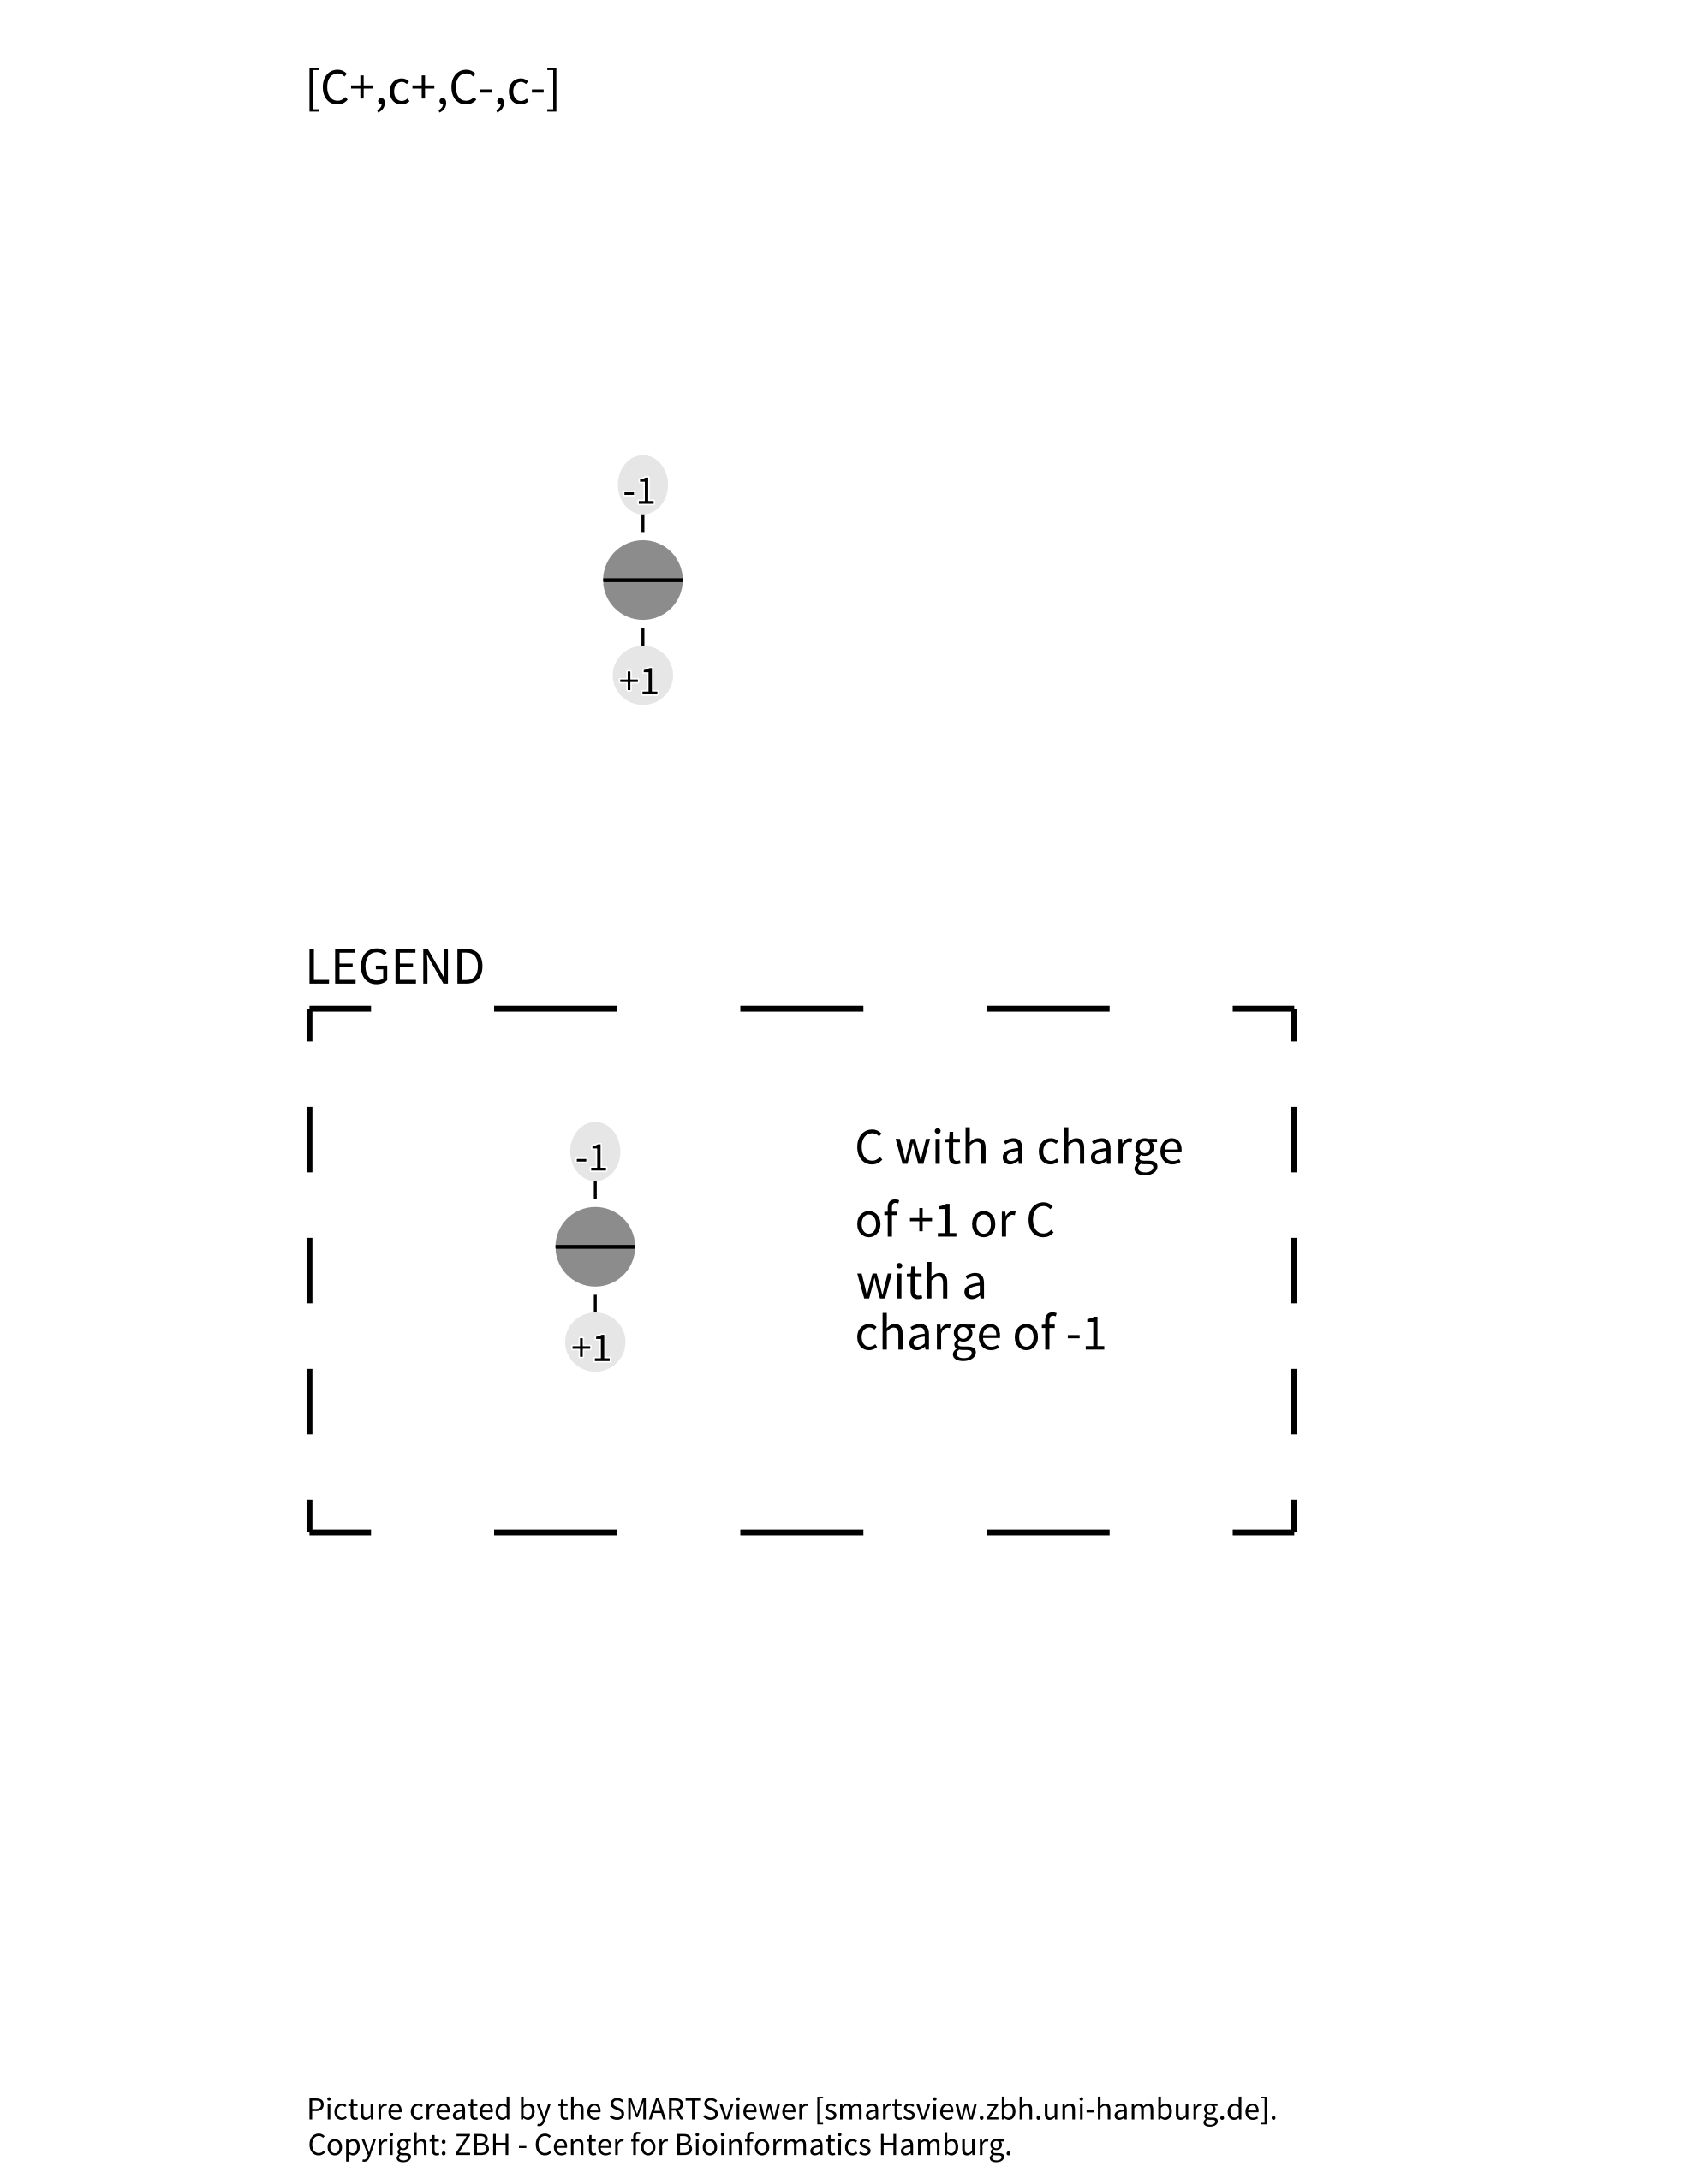 [C+,c+,C-,c-]
-1
+1
LEGEND
-1
+1
C with a charge
of +1 or C
with a
charge of -1
Picture created by the SMARTSviewer [smartsview.zbh.uni-hamburg.de].
Copyright: ZBH - Center for Bioinformatics Hamburg.